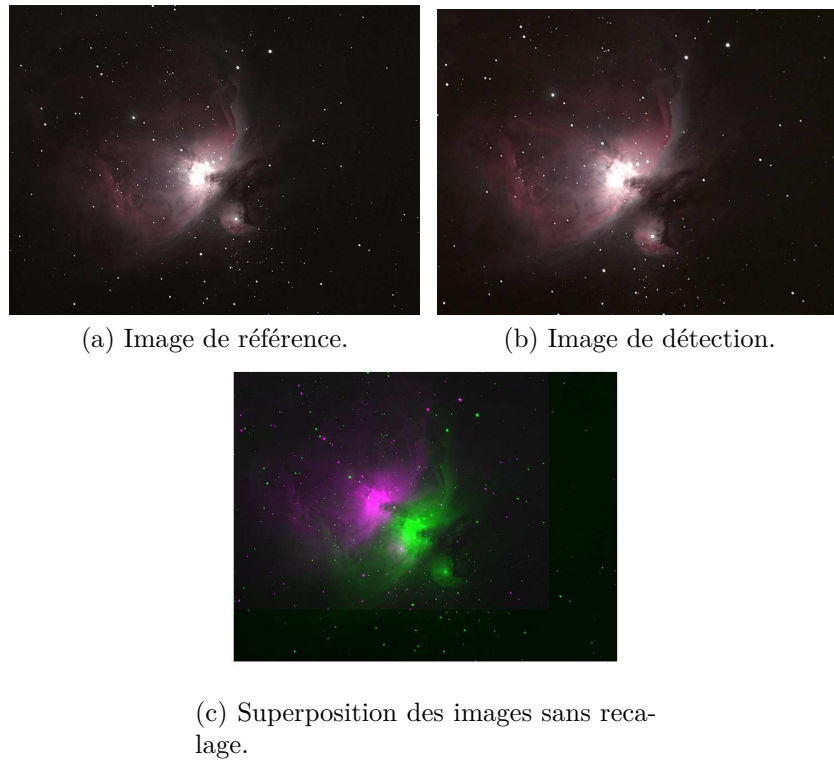 (a) Image de référence.
(b) Image de détection.
(c) Superposition des images sans reca-
lage.